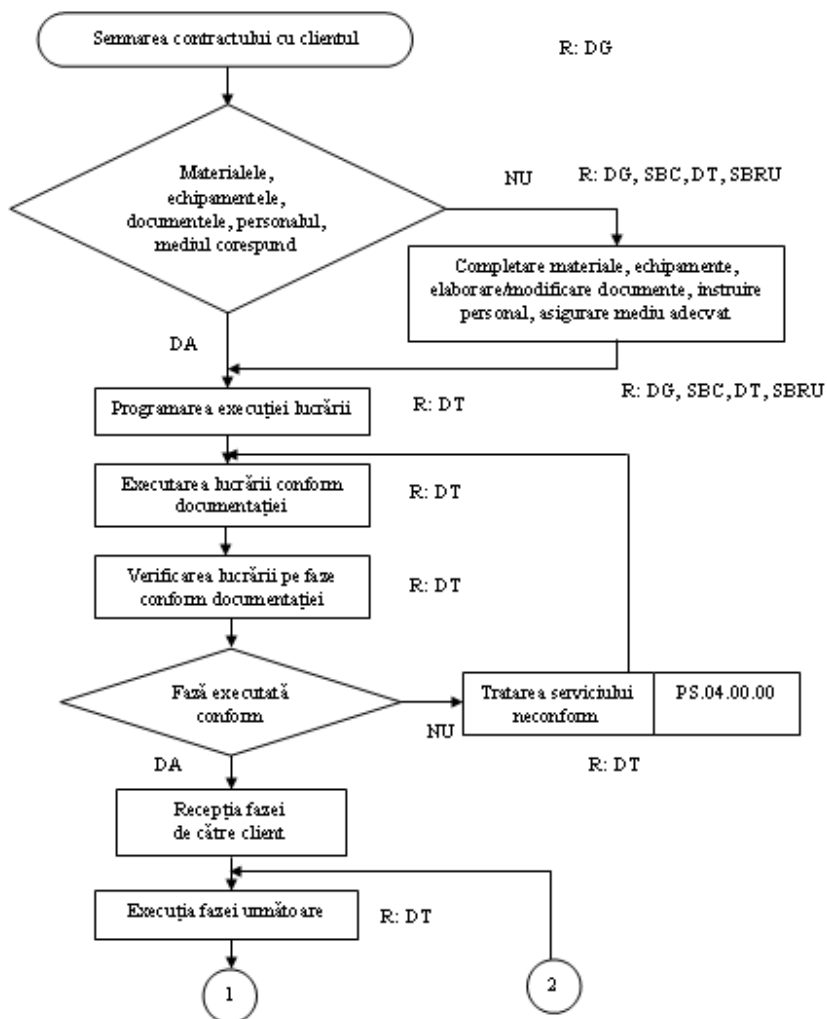 Semnarea contractului cu clientul
R: DG
Materialele,
echipamentele,
documentele, personalul,
mediul corespund
NU
R: DG, SBC, DT, SBRU
Completare materiale, echipamente,
elaborare/modificare documente, instruire
personal, asigurare mediu adecvat
DA
R: DG, SBC, DT, SBRU
Programarea execuției lucrării
R: DT
Executarea lucrării conform
documentației
R: DT
Verificarea lucrării pe faze
conform documentației
R: DT
Fază executată
conform
NU
Tratarea serviciului
neconform
PS.04.00.00
R: DT
DA
Recepția fazei
de către client
Execuția fazei următoare
R: DT
1
2